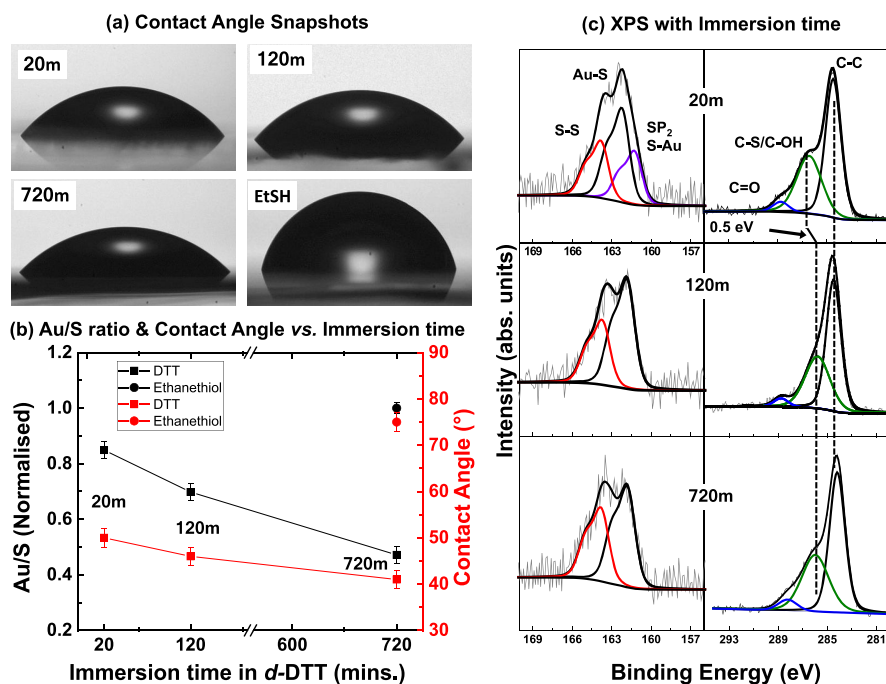 (a) Contact Angle Snapshots
20m
120m
720m
EtSH
(b) Au/S ratio & Contact Angle vs. Immersion time
1.2
1.0
0.8
0.6
0.4
0.2
Au/S (Normalised)
DTT
Ethanethiol
DTT
Ethanethiol
20m
120m
720m
90
80
70
60
50
40
30
Contact Angle (°)
20
120
600
720
Immersion time in d-DTT (mins.)
(c) XPS with Immersion time
Au-S
S-S
SP2
S-Au
C-C
20m
C-S/C-OH
C=O
0.5 eV
169
166
163
160
157
120m
Intensity (abs. units)
720m
169
166
163
160
157
293
289
285
281
Binding Energy (eV)